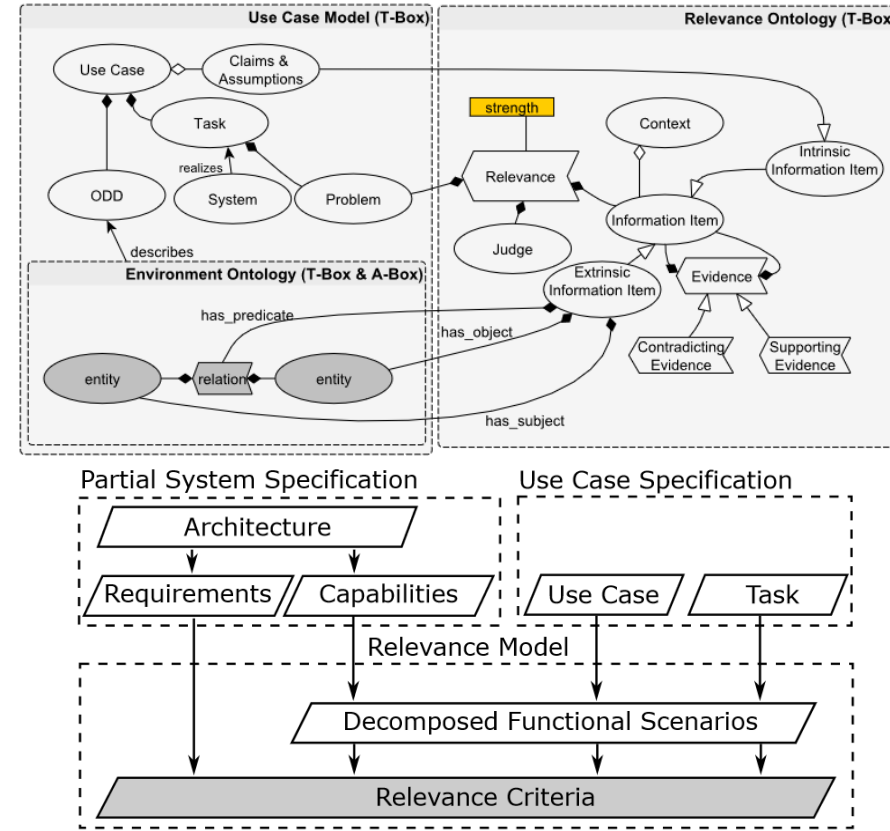 Use Case Model (T-Box)
Relevance Ontology (T-Box
Use Case
Claims &
Assumptions
Task
strength
Context
Intrinsic
Information Item
realizes
ODD
System
Problem
Relevance
Information Item
Judge
describes
Environment Ontology (T-Box & A-Box)
Extrinsic
Information Item
Evidence
has_predicate
has_object
Contradicting
Evidence
Supporting
Evidence
entity
relation
entity
has_subject
Partial System Specification
Use Case Specification
Architecture
Requirements
Capabilities
Use Case
Task
Relevance Model
Decomposed Functional Scenarios
Relevance Criteria